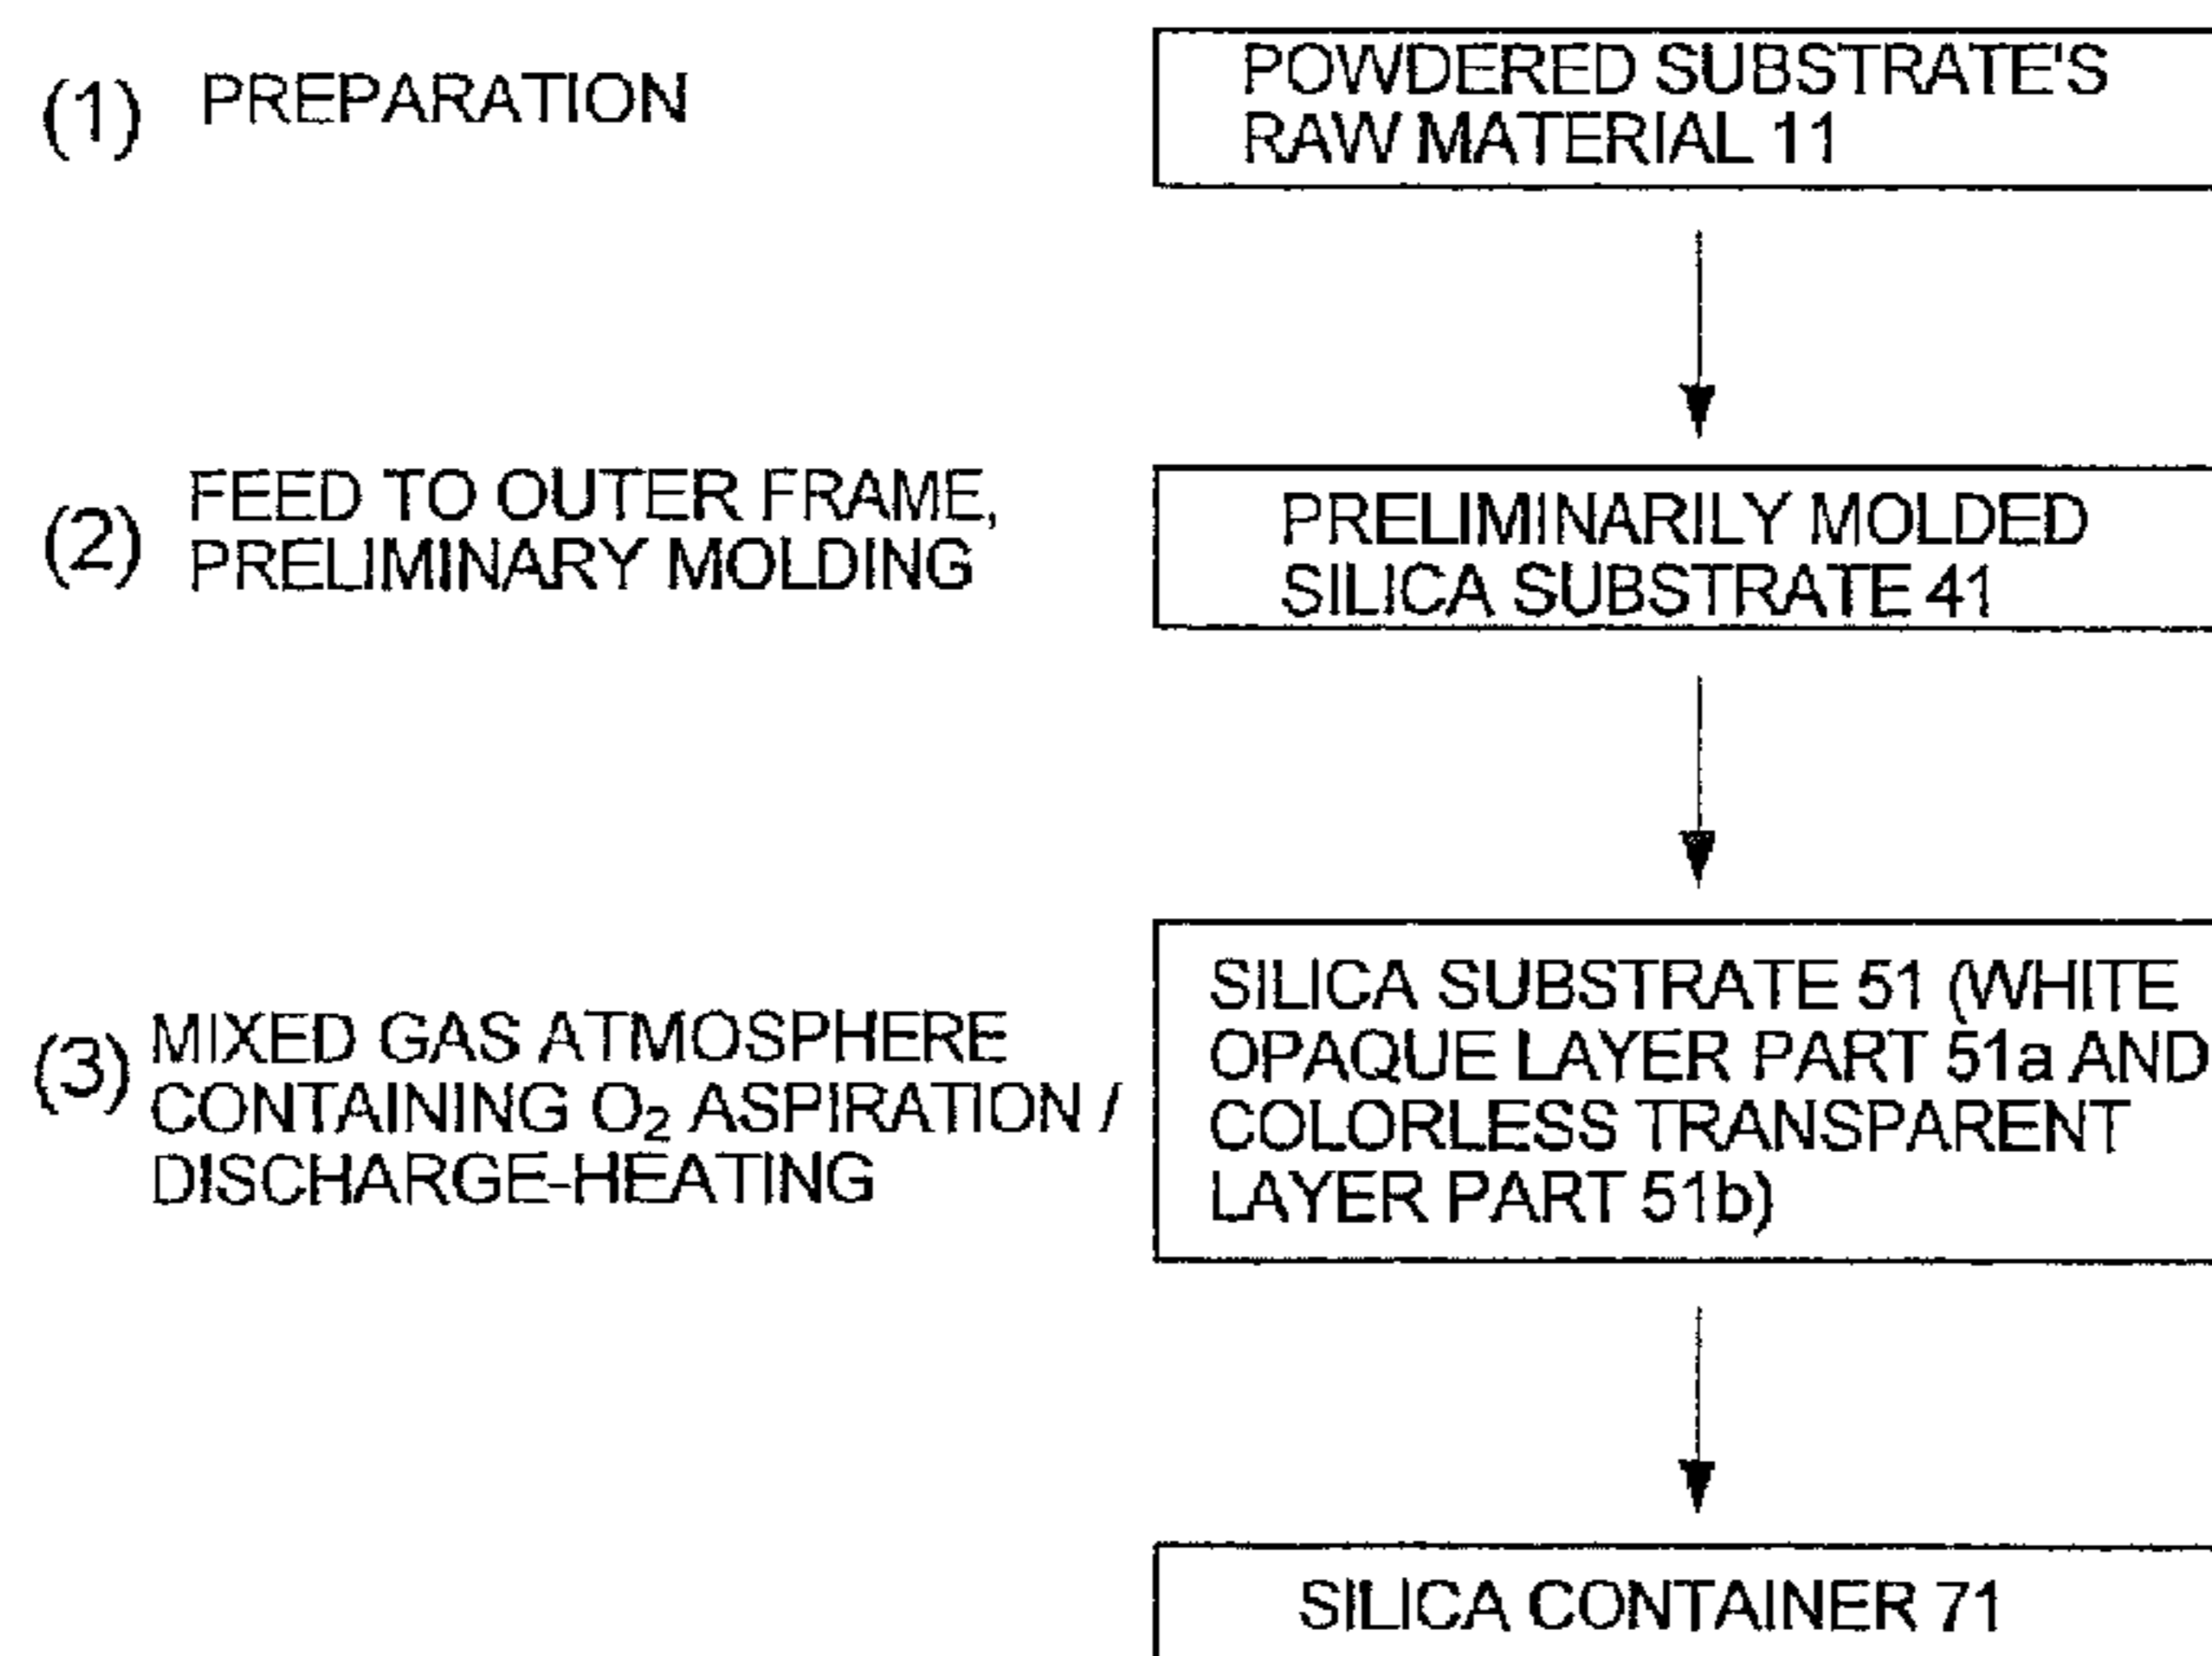 (1) PREPARATION
POWDERED SUBSTRATE'S
RAW MATERIAL 11
(2) FEED TO OUTER FRAME,
PRELIMINARY MOLDING
PRELIMINARILY MOLDED
SILICA SUBSTRATE 41
(3) MIXED GAS ATMOSPHERE
CONTAINING O₂ ASPIRATION /
DISCHARGE-HEATING
SILICA SUBSTRATE 51 (WHITE
OPAQUE LAYER PART 51a AND
COLORLESS TRANSPARENT
LAYER PART 51b)
SILICA CONTAINER 71